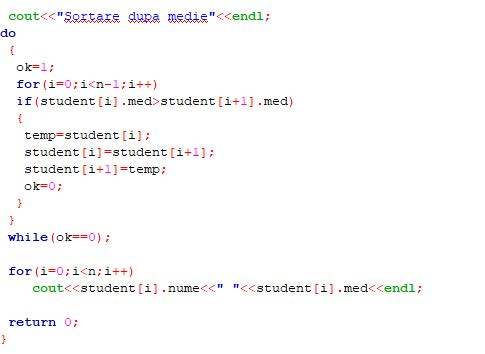 cout<<"Sortare dupa medie"<<endl;
do
{
ok=1;
for(i=0;i<n-1;i++)
if(student[i].med>student[i+1].med)
{
temp=student[i];
student[i]=student[i+1];
student[i+1]=temp;
ok=0;
}
}
while(ok==0);
for(i=0;i<n;i++)
cout<<student[i].nume<<" "<<student[i].med<<endl;
return 0;
}